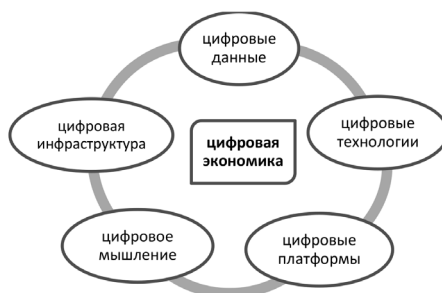 цифровые
данные
цифровая
инфраструктура
цифровая
экономика
цифровые
технологии
цифровое
мышление
цифровые
платформы